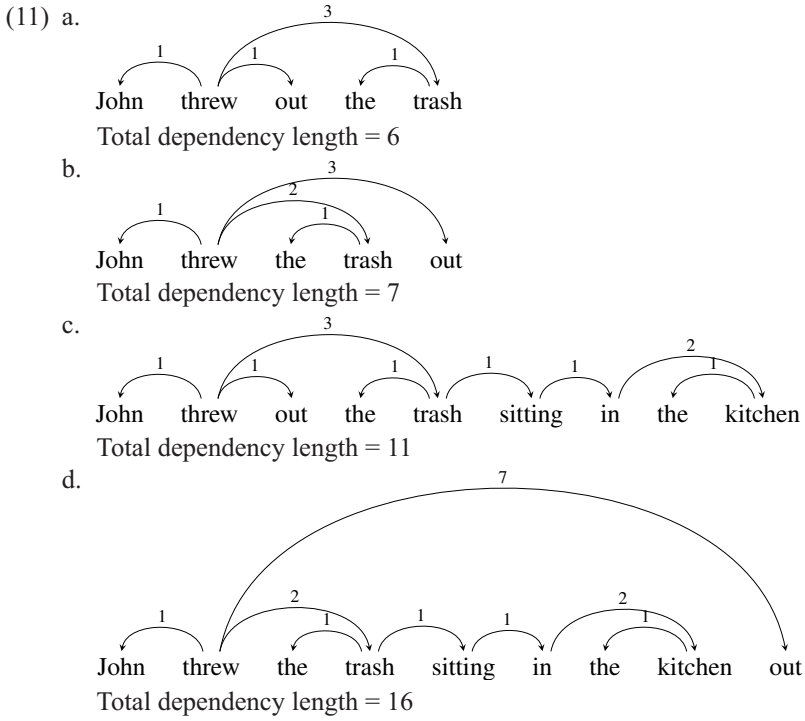 (11) a.
3
1 1 1
John threw out the trash
Total dependency length = 6
b.
3
2
1 1
John threw the trash out
Total dependency length = 7
c.
3 2
1 1 1 1 1 1
John threw out the trash sitting in the kitchen
Total dependency length = 11
d.
7
2 2
1 1 1 1 1
John threw the trash sitting in the kitchen out
Total dependency length = 16